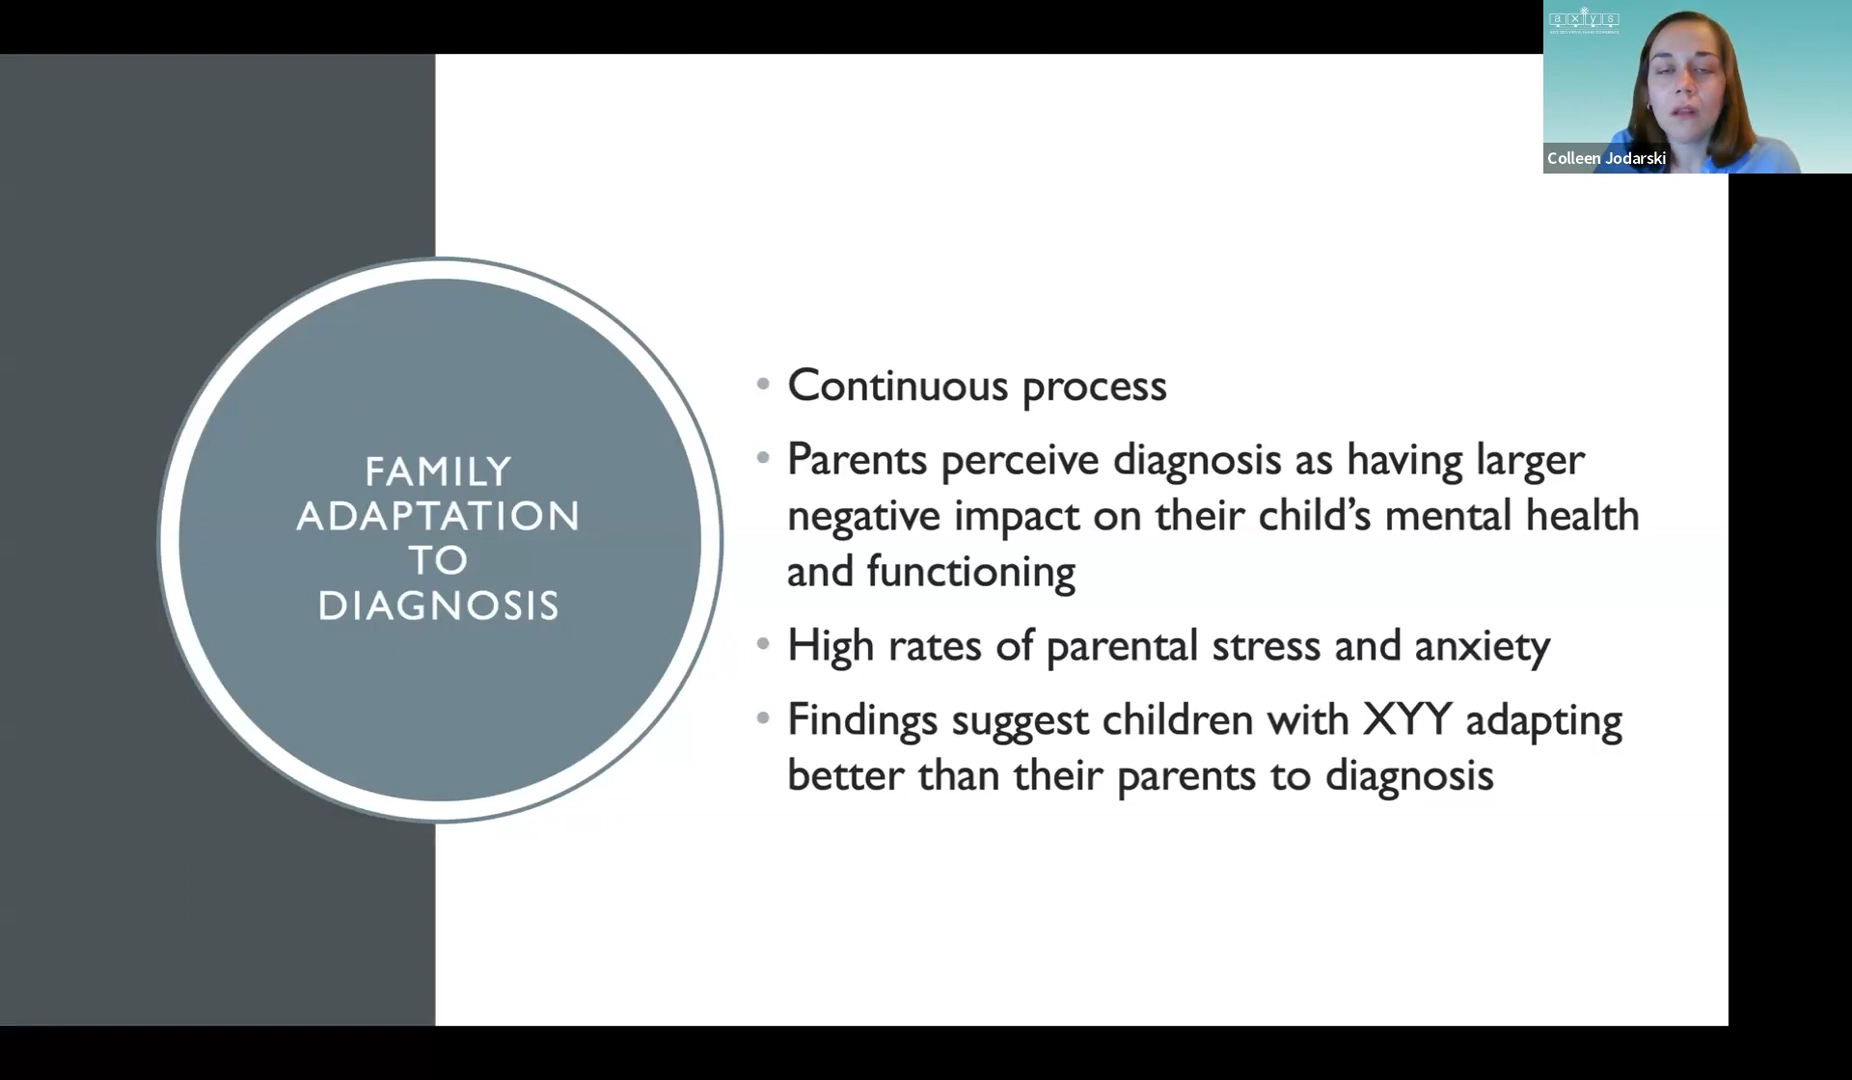 axys
Colleen Jodarski
FAMILY
ADAPTATION
TO
DIAGNOSIS
• Continuous process
• Parents perceive diagnosis as having larger
negative impact on their child’s mental health
and functioning
• High rates of parental stress and anxiety
• Findings suggest children with XYY adapting
better than their parents to diagnosis